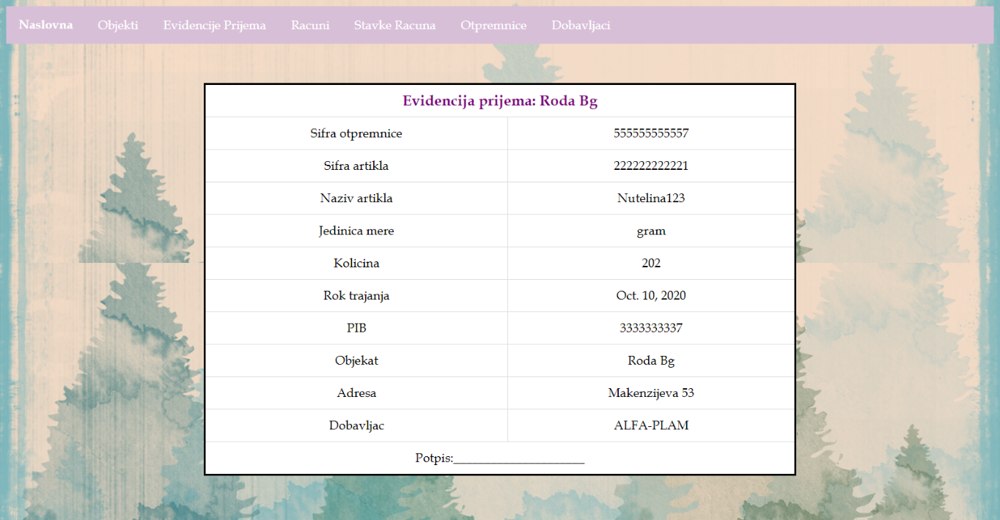 Naslovna Objekti Evidencije Prijema Racuni Stavke Racuna Otpremnice Dobavljaci
Evidencija prijema: Roda Bg
Sifra otpremnice 555555555557
Sifra artikla 222222222221
Naziv artikla Nutelina123
Jedinica mere gram
Kolicina 202
Rok trajanja Oct. 10, 2020
PIB 3333333337
Objekat Roda Bg
Adresa Makenzijeva 53
Dobavljac ALFA-PLAM
Potpis:_____________________